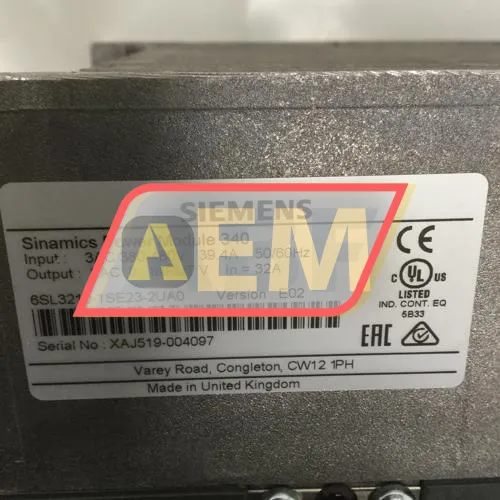 SIEMENS
AEM
Sinamics Power Module 340
Input : 39.4A 50/60Hz
Output : In = 32A
1SE23-2UA0 Version E02
Serial No : XAJ519-004097
Varey Road, Congleton, CW12 1PH
Made in United Kingdom
CE
C UL US
LISTED
IND. CONT. EQ
5B33
EAC